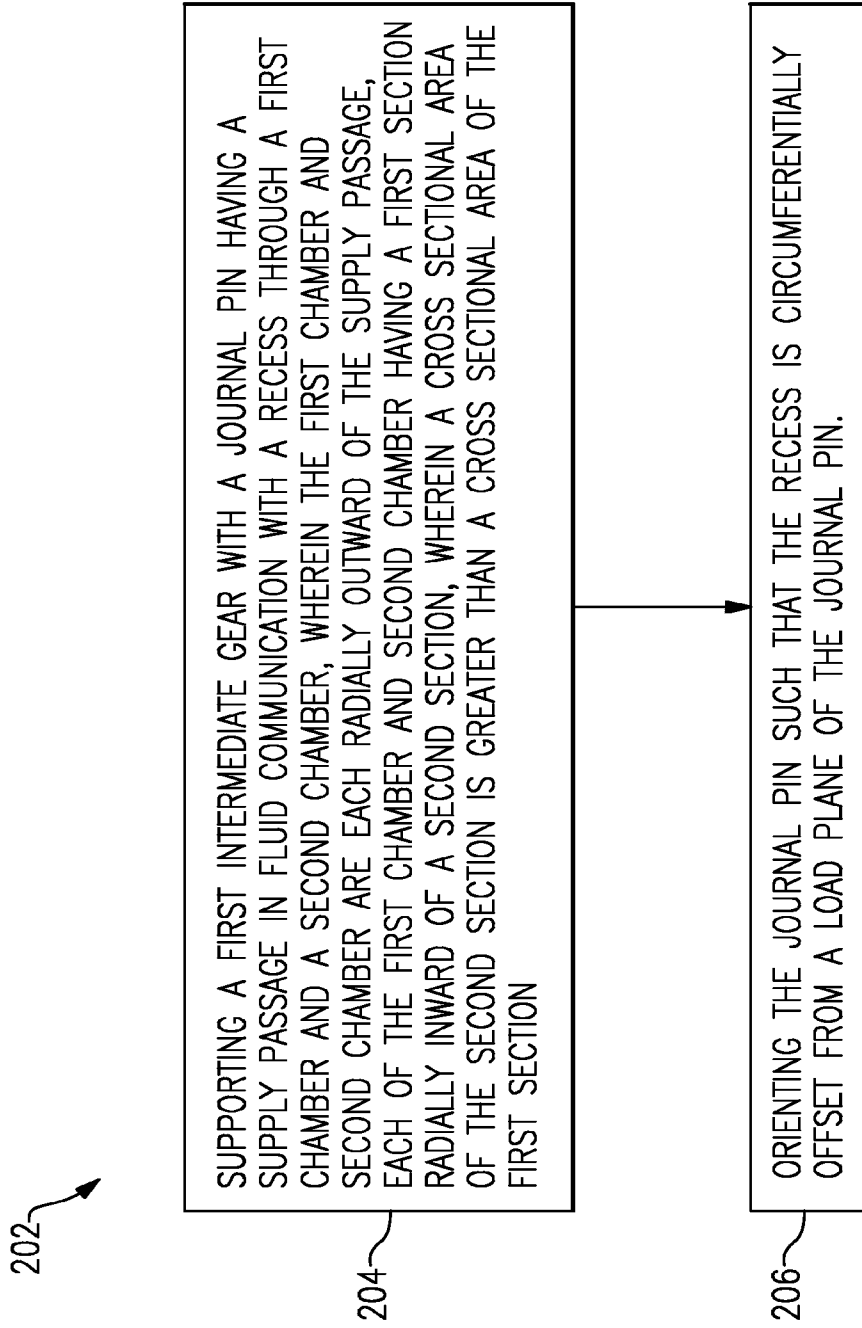 202
SUPPORTING A FIRST INTERMEDIATE GEAR WITH A JOURNAL PIN HAVING A
SUPPLY PASSAGE IN FLUID COMMUNICATION WITH A RECESS THROUGH A FIRST
CHAMBER AND A SECOND CHAMBER, WHEREIN THE FIRST CHAMBER AND
SECOND CHAMBER ARE EACH RADIALLY OUTWARD OF THE SUPPLY PASSAGE,
EACH OF THE FIRST CHAMBER AND SECOND CHAMBER HAVING A FIRST SECTION
RADIALLY INWARD OF A SECOND SECTION, WHEREIN A CROSS SECTIONAL AREA
OF THE SECOND SECTION IS GREATER THAN A CROSS SECTIONAL AREA OF THE
FIRST SECTION
204
ORIENTING THE JOURNAL PIN SUCH THAT THE RECESS IS CIRCUMFERENTIALLY
OFFSET FROM A LOAD PLANE OF THE JOURNAL PIN.
206